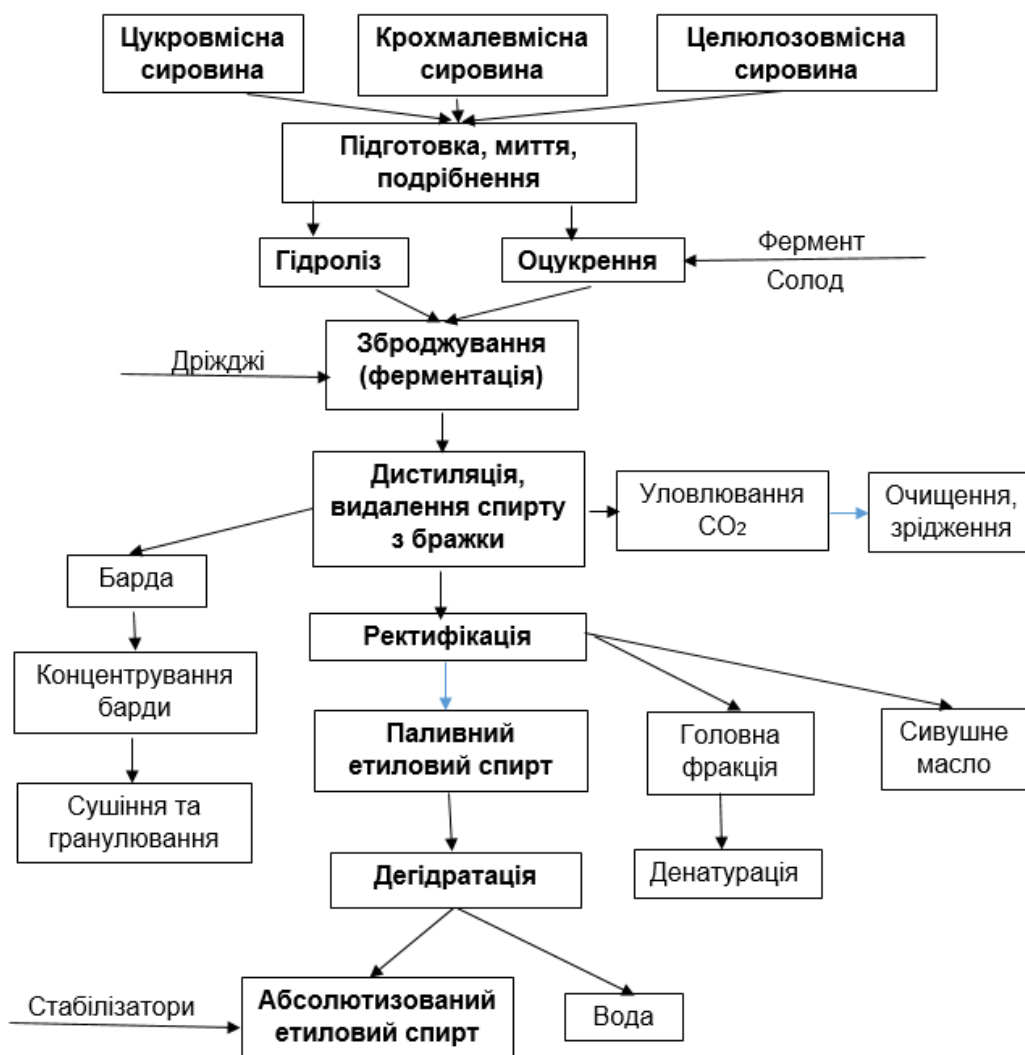 Цукровмісна
сировина
Крохмалевмісна
сировина
Целюлозовмісна
сировина
Підготовка, миття,
подрібнення
Гідроліз
Оцукрення
Фермент
Солод
Дріжджі
Зброджування
(ферментація)
Дистиляція,
видалення спирту
з бражки
Уловлювання
CO2
Очищення,
зрідження
Барда
Ректифікація
Концентрування
барди
Паливний
етиловий спирт
Головна
фракція
Сивушне
масло
Сушіння та
гранулювання
Дегідратація
Денатурація
Стабілізатори
Абсолютизований
етиловий спирт
Вода